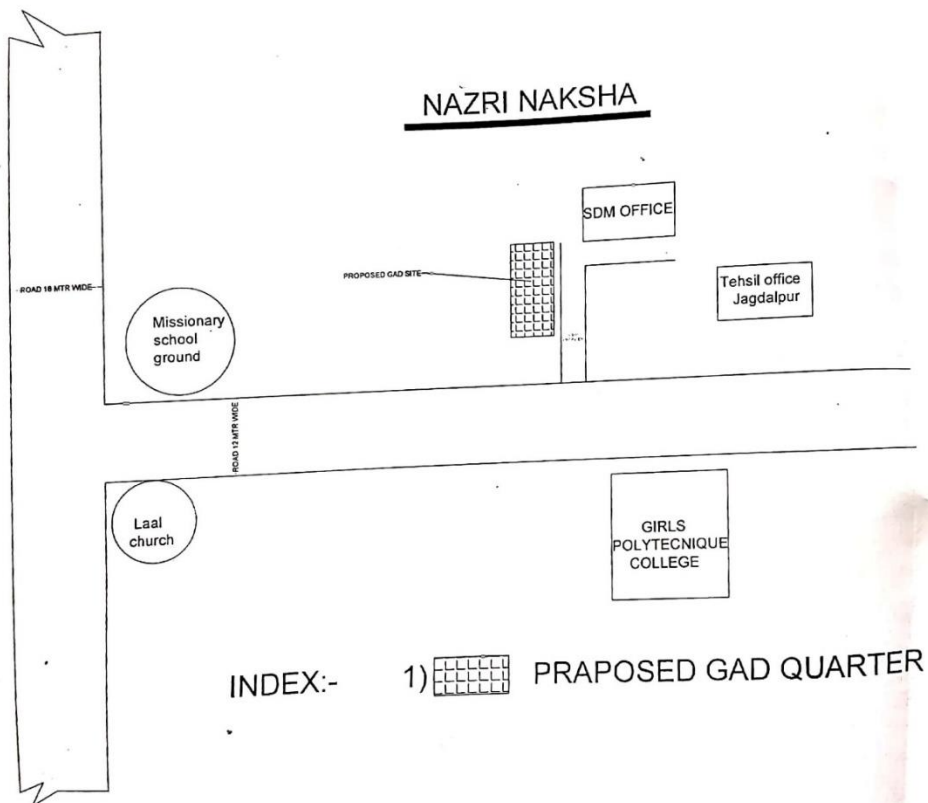 NAZRI NAKSHA
SDM OFFICE
ROAD 18 MTR WIDE
PROPOSED GAD SITE
Tehsil office
Jagdalpur
Missionary
school
ground
ROAD 12 MTR WIDE
Laal
church
GIRLS
POLYTECNIQUE
COLLEGE
INDEX:- 1) PRAPOSED GAD QUARTER